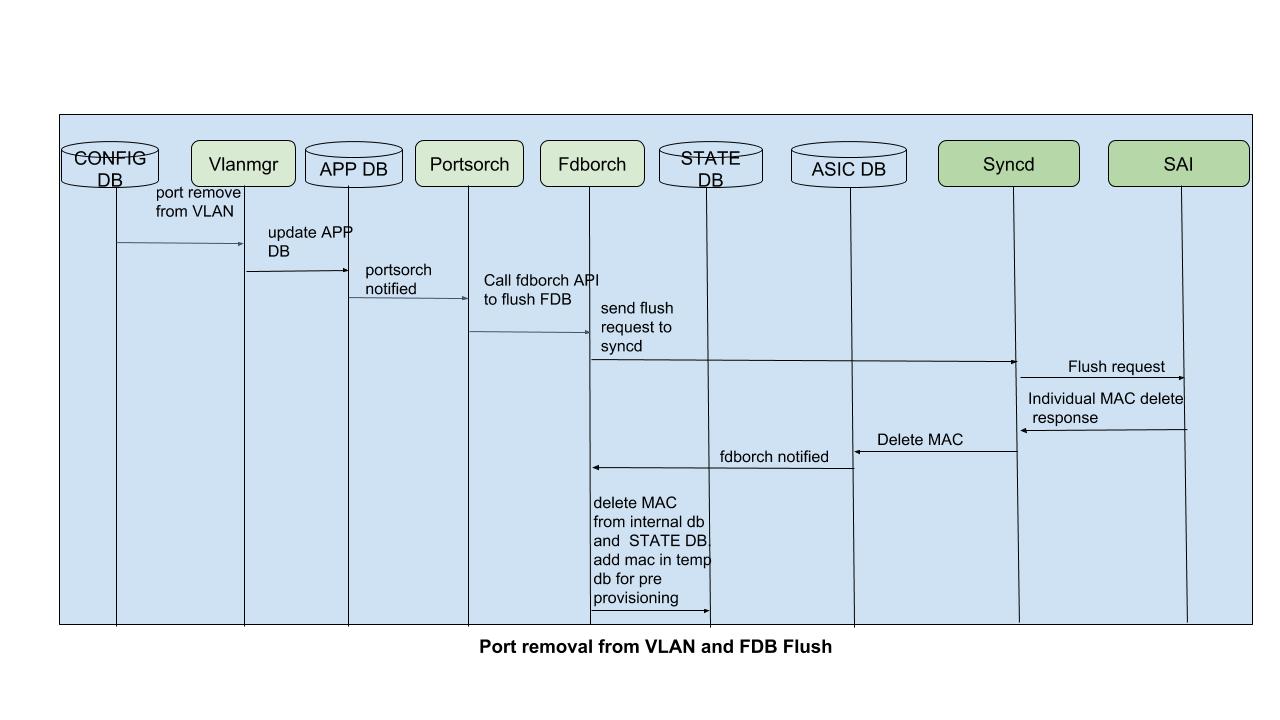 CONFIG
DB
Vlanmgr
APP DB
Portsorch
Fdborch
STATE
DB
ASIC DB
Syncd
SAI
port remove
from VLAN
update APP
DB
portsorch
notified
Call fdborch API
to flush FDB
send flush
request to
syncd
Flush request
Individual MAC delete
response
Delete MAC
fdborch notified
delete MAC
from internal db
and STATE DB.
add mac in temp
db for pre
provisioning
Port removal from VLAN and FDB Flush